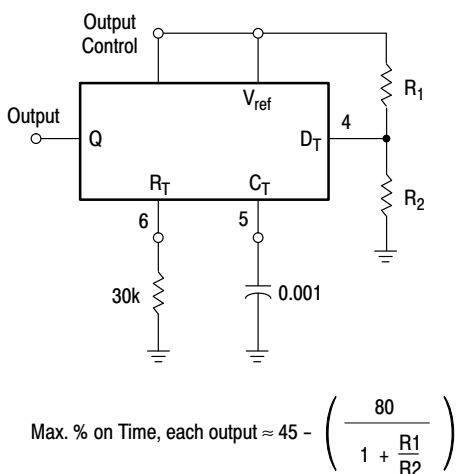 Output
Control
V_ref
R_1
Output
Q
D_T
4
R_T
C_T
R_2
6
5
30k
0.001
Max. % on Time, each output ≈ 45 – ( 80 / 1 + R1/R2 )